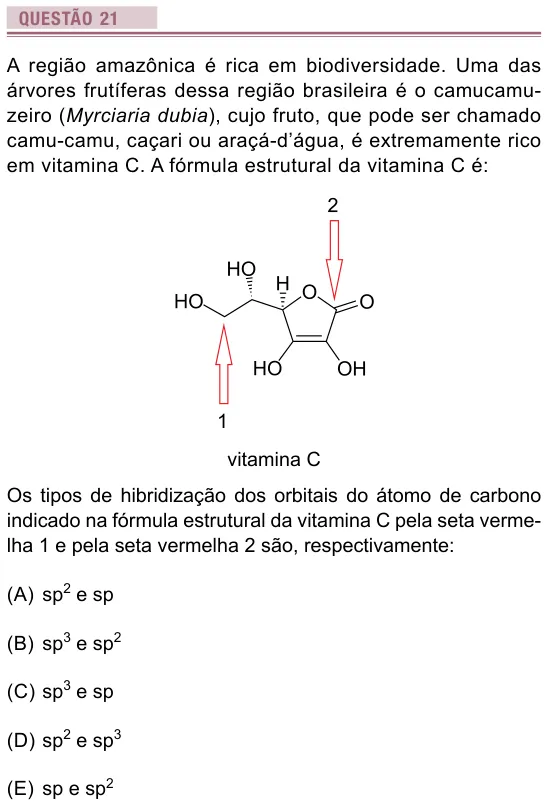 QUESTÃO 21
A região amazônica é rica em biodiversidade. Uma das
árvores frutíferas dessa região brasileira é o camucamu-
zeiro (Myrciaria dubia), cujo fruto, que pode ser chamado
camu-camu, caçari ou araçá-d’água, é extremamente rico
em vitamina C. A fórmula estrutural da vitamina C é:
2
HO
H
O
HO
O
HO
OH
1
vitamina C
Os tipos de hibridização dos orbitais do átomo de carbono
indicado na fórmula estrutural da vitamina C pela seta verme-
lha 1 e pela seta vermelha 2 são, respectivamente:
(A) sp² e sp
(B) sp³ e sp²
(C) sp³ e sp
(D) sp² e sp³
(E) sp e sp²